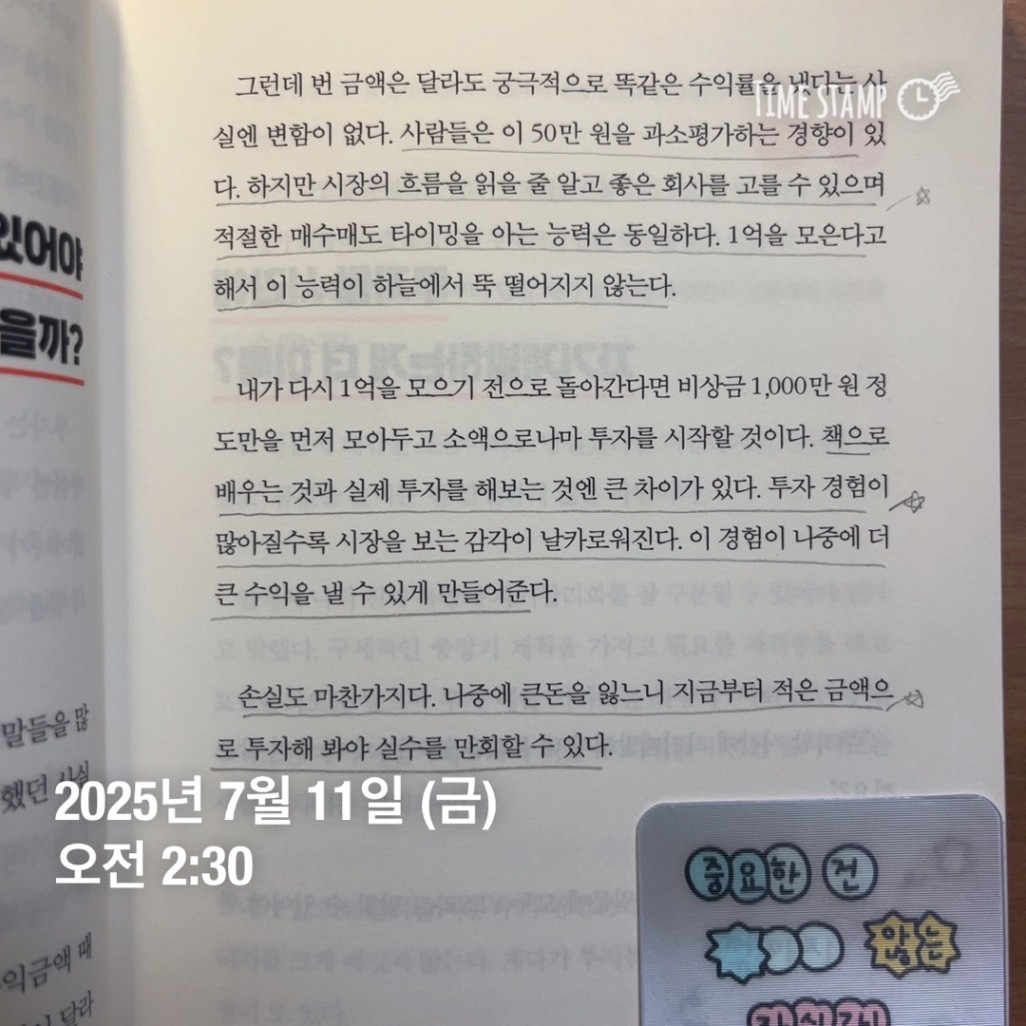 있어야
을까?
말들을 많
했던 사실
익금액 때
달라
그런데 번 금액은 달라도 궁극적으로 똑같은 수익률을 냈다는 사
실엔 변함이 없다. 사람들은 이 50만 원을 과소평가하는 경향이 있
다. 하지만 시장의 흐름을 읽을 줄 알고 좋은 회사를 고를 수 있으며
적절한 매수매도 타이밍을 아는 능력은 동일하다. 1억을 모은다고
해서 이 능력이 하늘에서 뚝 떨어지지 않는다.
내가 다시 1억을 모으기 전으로 돌아간다면 비상금 1,000만 원 정
도만을 먼저 모아두고 소액으로나마 투자를 시작할 것이다. 책으로
배우는 것과 실제 투자를 해보는 것엔 큰 차이가 있다. 투자 경험이
많아질수록 시장을 보는 감각이 날카로워진다. 이 경험이 나중에 더
큰 수익을 낼 수 있게 만들어준다.
손실도 마찬가지다. 나중에 큰돈을 잃느니 지금부터 적은 금액으
로 투자해 봐야 실수를 만회할 수 있다.
TIME STAMP
2025년 7월 11일 (금)
오전 2:30
중요한 건
않는